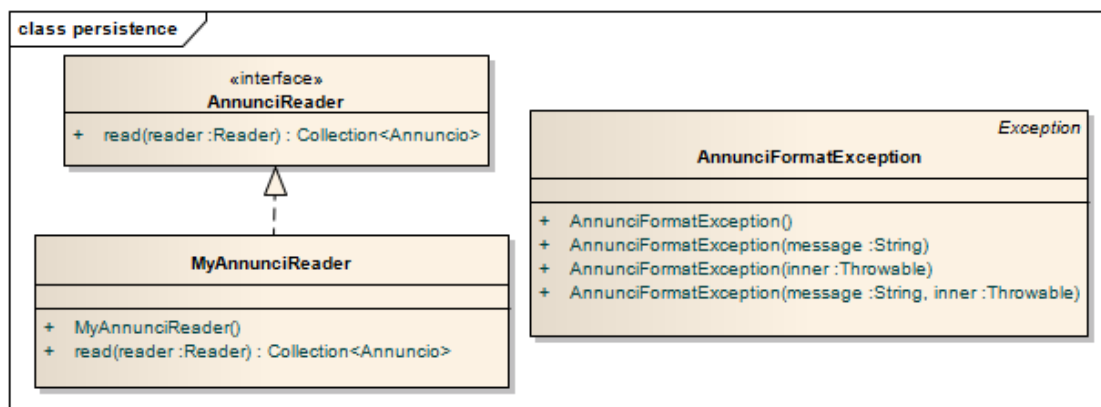 class persistence
«interface»
AnnunciReader
+ read(reader :Reader) : Collection<Annuncio>
MyAnnunciReader
+ MyAnnunciReader()
+ read(reader :Reader) : Collection<Annuncio>
Exception
AnnunciFormatException
+ AnnunciFormatException()
+ AnnunciFormatException(message :String)
+ AnnunciFormatException(inner :Throwable)
+ AnnunciFormatException(message :String, inner :Throwable)